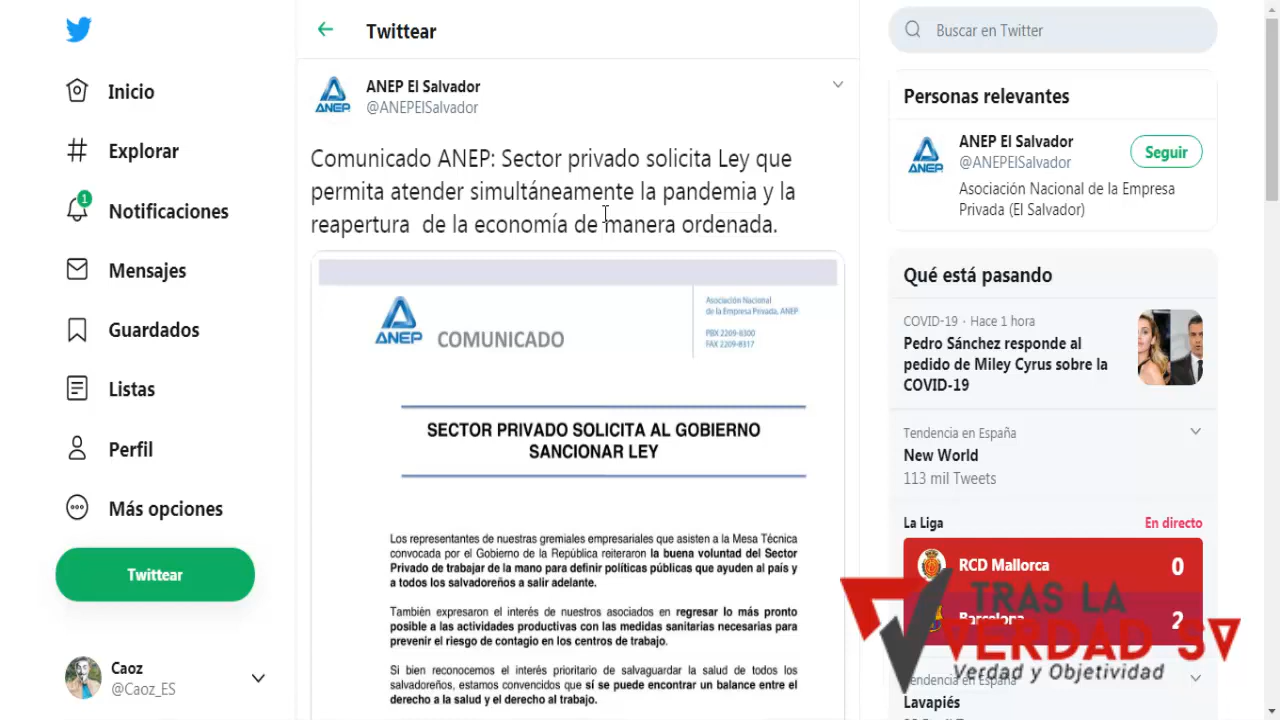 Inicio
Explorar
1
Notificaciones
Mensajes
Guardados
Listas
Perfil
Más opciones
Twittear
Caoz
@Caoz_ES
Twittear
ANEP El Salvador
@ANEPElSalvador
Comunicado ANEP: Sector privado solicita Ley que
permita atender simultáneamente la pandemia y la
reapertura de la economía de manera ordenada.
ANEP
COMUNICADO
Asociación Nacional
de la Empresa Privada, ANEP
PBX 2209-8300
FAX 2209-8317
SECTOR PRIVADO SOLICITA AL GOBIERNO
SANCIONAR LEY
Los representantes de nuestras gremiales empresariales que asisten a la Mesa Técnica
convocada por el Gobierno de la República reiteraron la buena voluntad del Sector
Privado de trabajar de la mano para definir políticas públicas que ayuden al país y
a todos los salvadoreños a salir adelante.
También expresaron el interés de nuestros asociados en regresar lo más pronto
posible a las actividades productivas con las medidas sanitarias necesarias para
prevenir el riesgo de contagio en los centros de trabajo.
Si bien reconocemos el interés prioritario de salvaguardar la salud de todos los
salvadoreños, estamos convencidos que sí se puede encontrar un balance entre el
derecho a la salud y el derecho al trabajo.
Buscar en Twitter
Personas relevantes
ANEP
ANEP El Salvador
@ANEPElSalvador
Seguir
Asociación Nacional de la Empresa
Privada (El Salvador)
Qué está pasando
COVID-19 · Hace 1 hora
Pedro Sánchez responde al
pedido de Miley Cyrus sobre la
COVID-19
Tendencia en España
New World
113 mil Tweets
La Liga
En directo
RCD Mallorca 0
Barcelona 2
Tendencia en España
Lavapiés
TRAS LA
VERDAD SV
Verdad y Objetividad